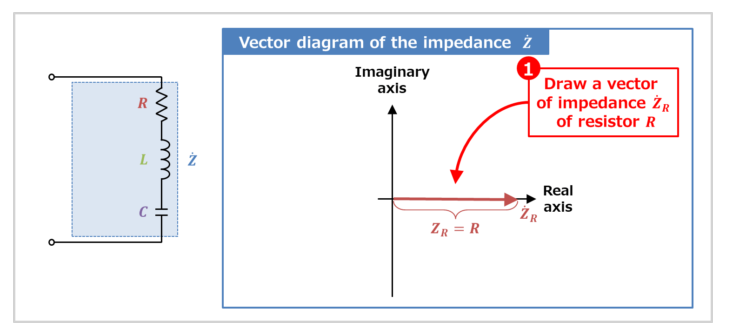 Vector diagram of the impedance Ż
R
L
Ż
C
Imaginary
axis
1
Draw a vector
of impedance Ż_R
of resistor R
Real
axis
Ż_R
Z_R = R